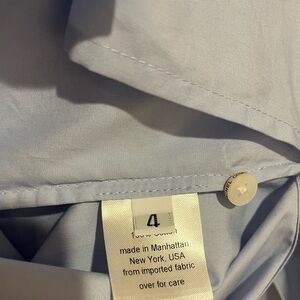 4
made in Manhattan
New York, USA
from imported fabric
over for care